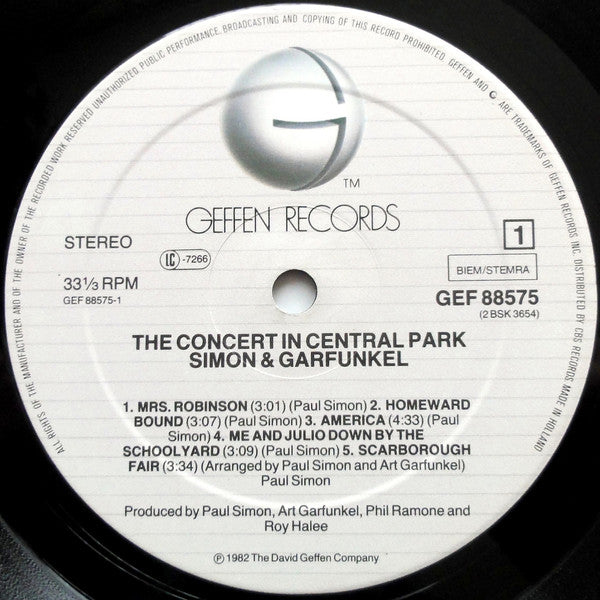 ALL RIGHTS OF THE MANUFACTURER AND OF THE OWNER OF THE RECORDED WORK RESERVED UNAUTHORIZED PUBLIC PERFORMANCE, BROADCASTING AND COPYING OF THIS RECORD PROHIBITED. GEFFEN AND G ARE TRADEMARKS OF GEFFEN RECORDS INC. DISTRIBUTED BY CBS RECORDS MADE IN HOLLAND
G
TM
GEFFEN RECORDS
STEREO
LC -7266
1
33⅓ RPM
BIEM/STEMRA
GEF 88575-1
GEF 88575
(2 BSK 3654)
THE CONCERT IN CENTRAL PARK
SIMON & GARFUNKEL
1. MRS. ROBINSON (3:01) (Paul Simon) 2. HOMEWARD
BOUND (3:07) (Paul Simon) 3. AMERICA (4:33) (Paul
Simon) 4. ME AND JULIO DOWN BY THE
SCHOOLYARD (3:09) (Paul Simon) 5. SCARBOROUGH
FAIR (3:34) (Arranged by Paul Simon and Art Garfunkel)
Paul Simon
Produced by Paul Simon, Art Garfunkel, Phil Ramone and
Roy Halee
℗ 1982 The David Geffen Company